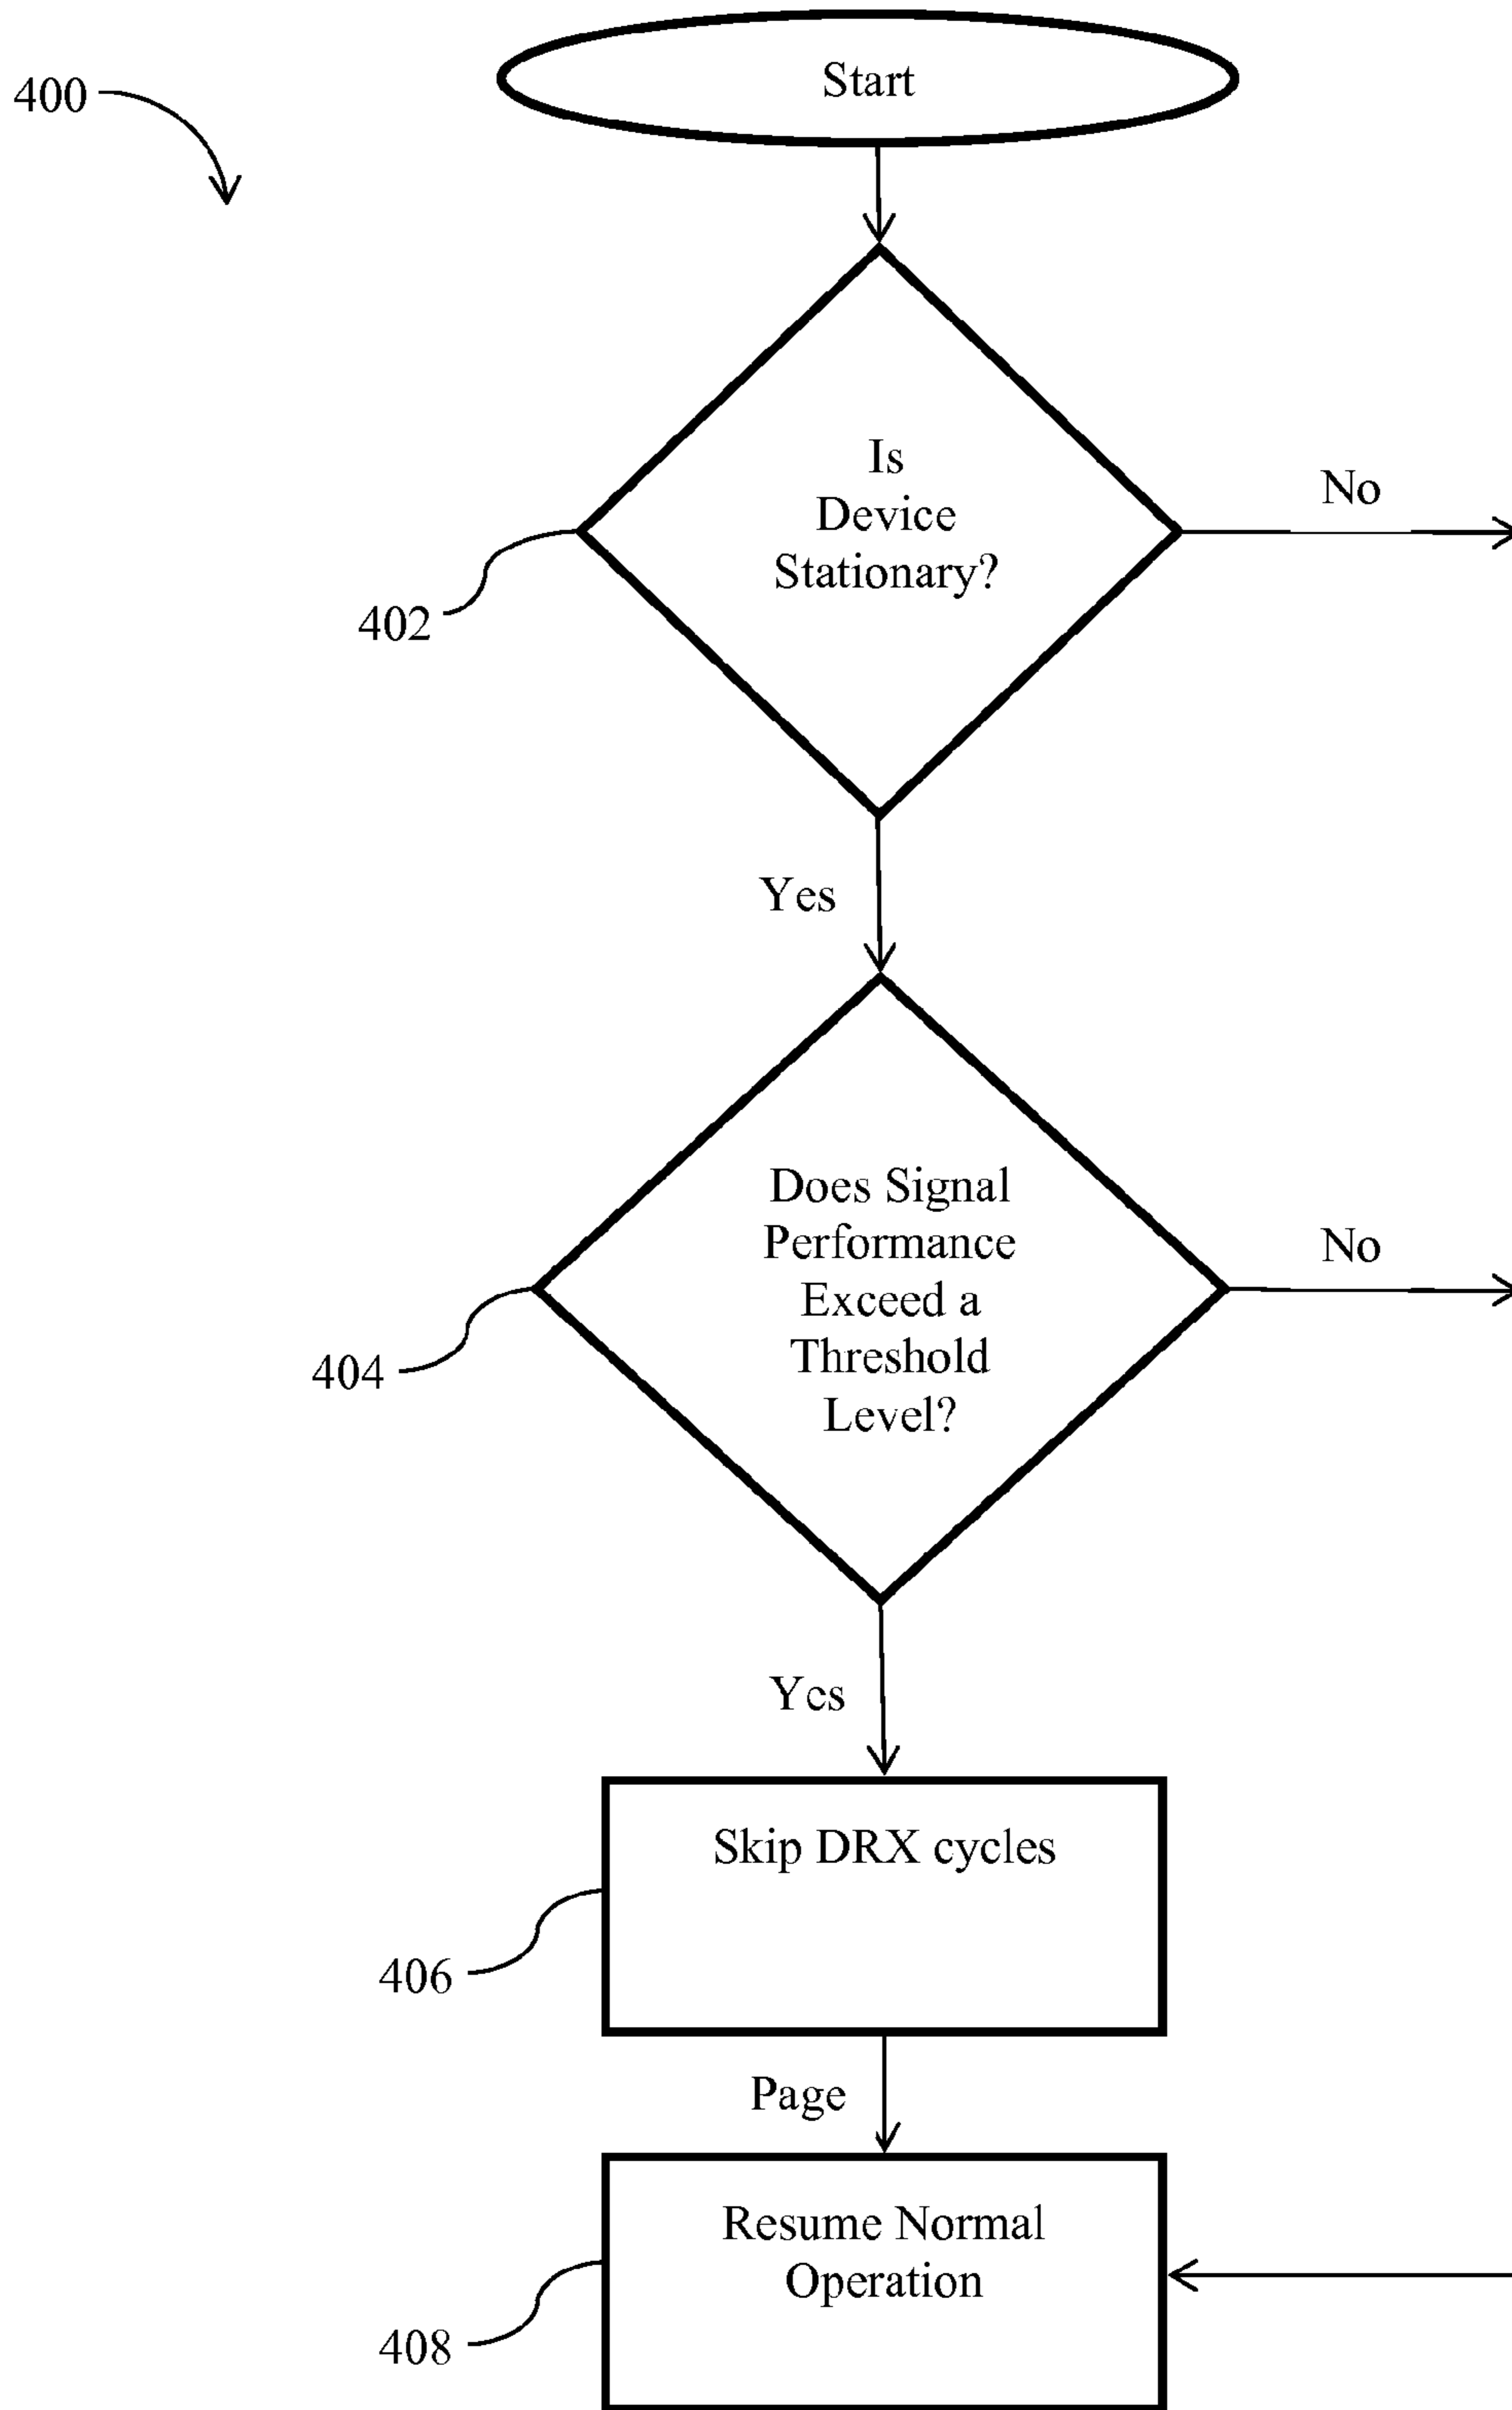 Start
400
Is
Device
Stationary?
No
402
Yes
Does Signal
Performance
Exceed a
Threshold
Level?
No
404
Yes
Skip DRX cycles
406
Page
Resume Normal
Operation
408